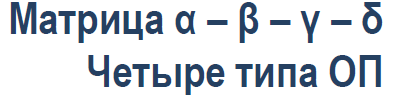 Матрица α – β – γ – δ
Четыре типа ОП